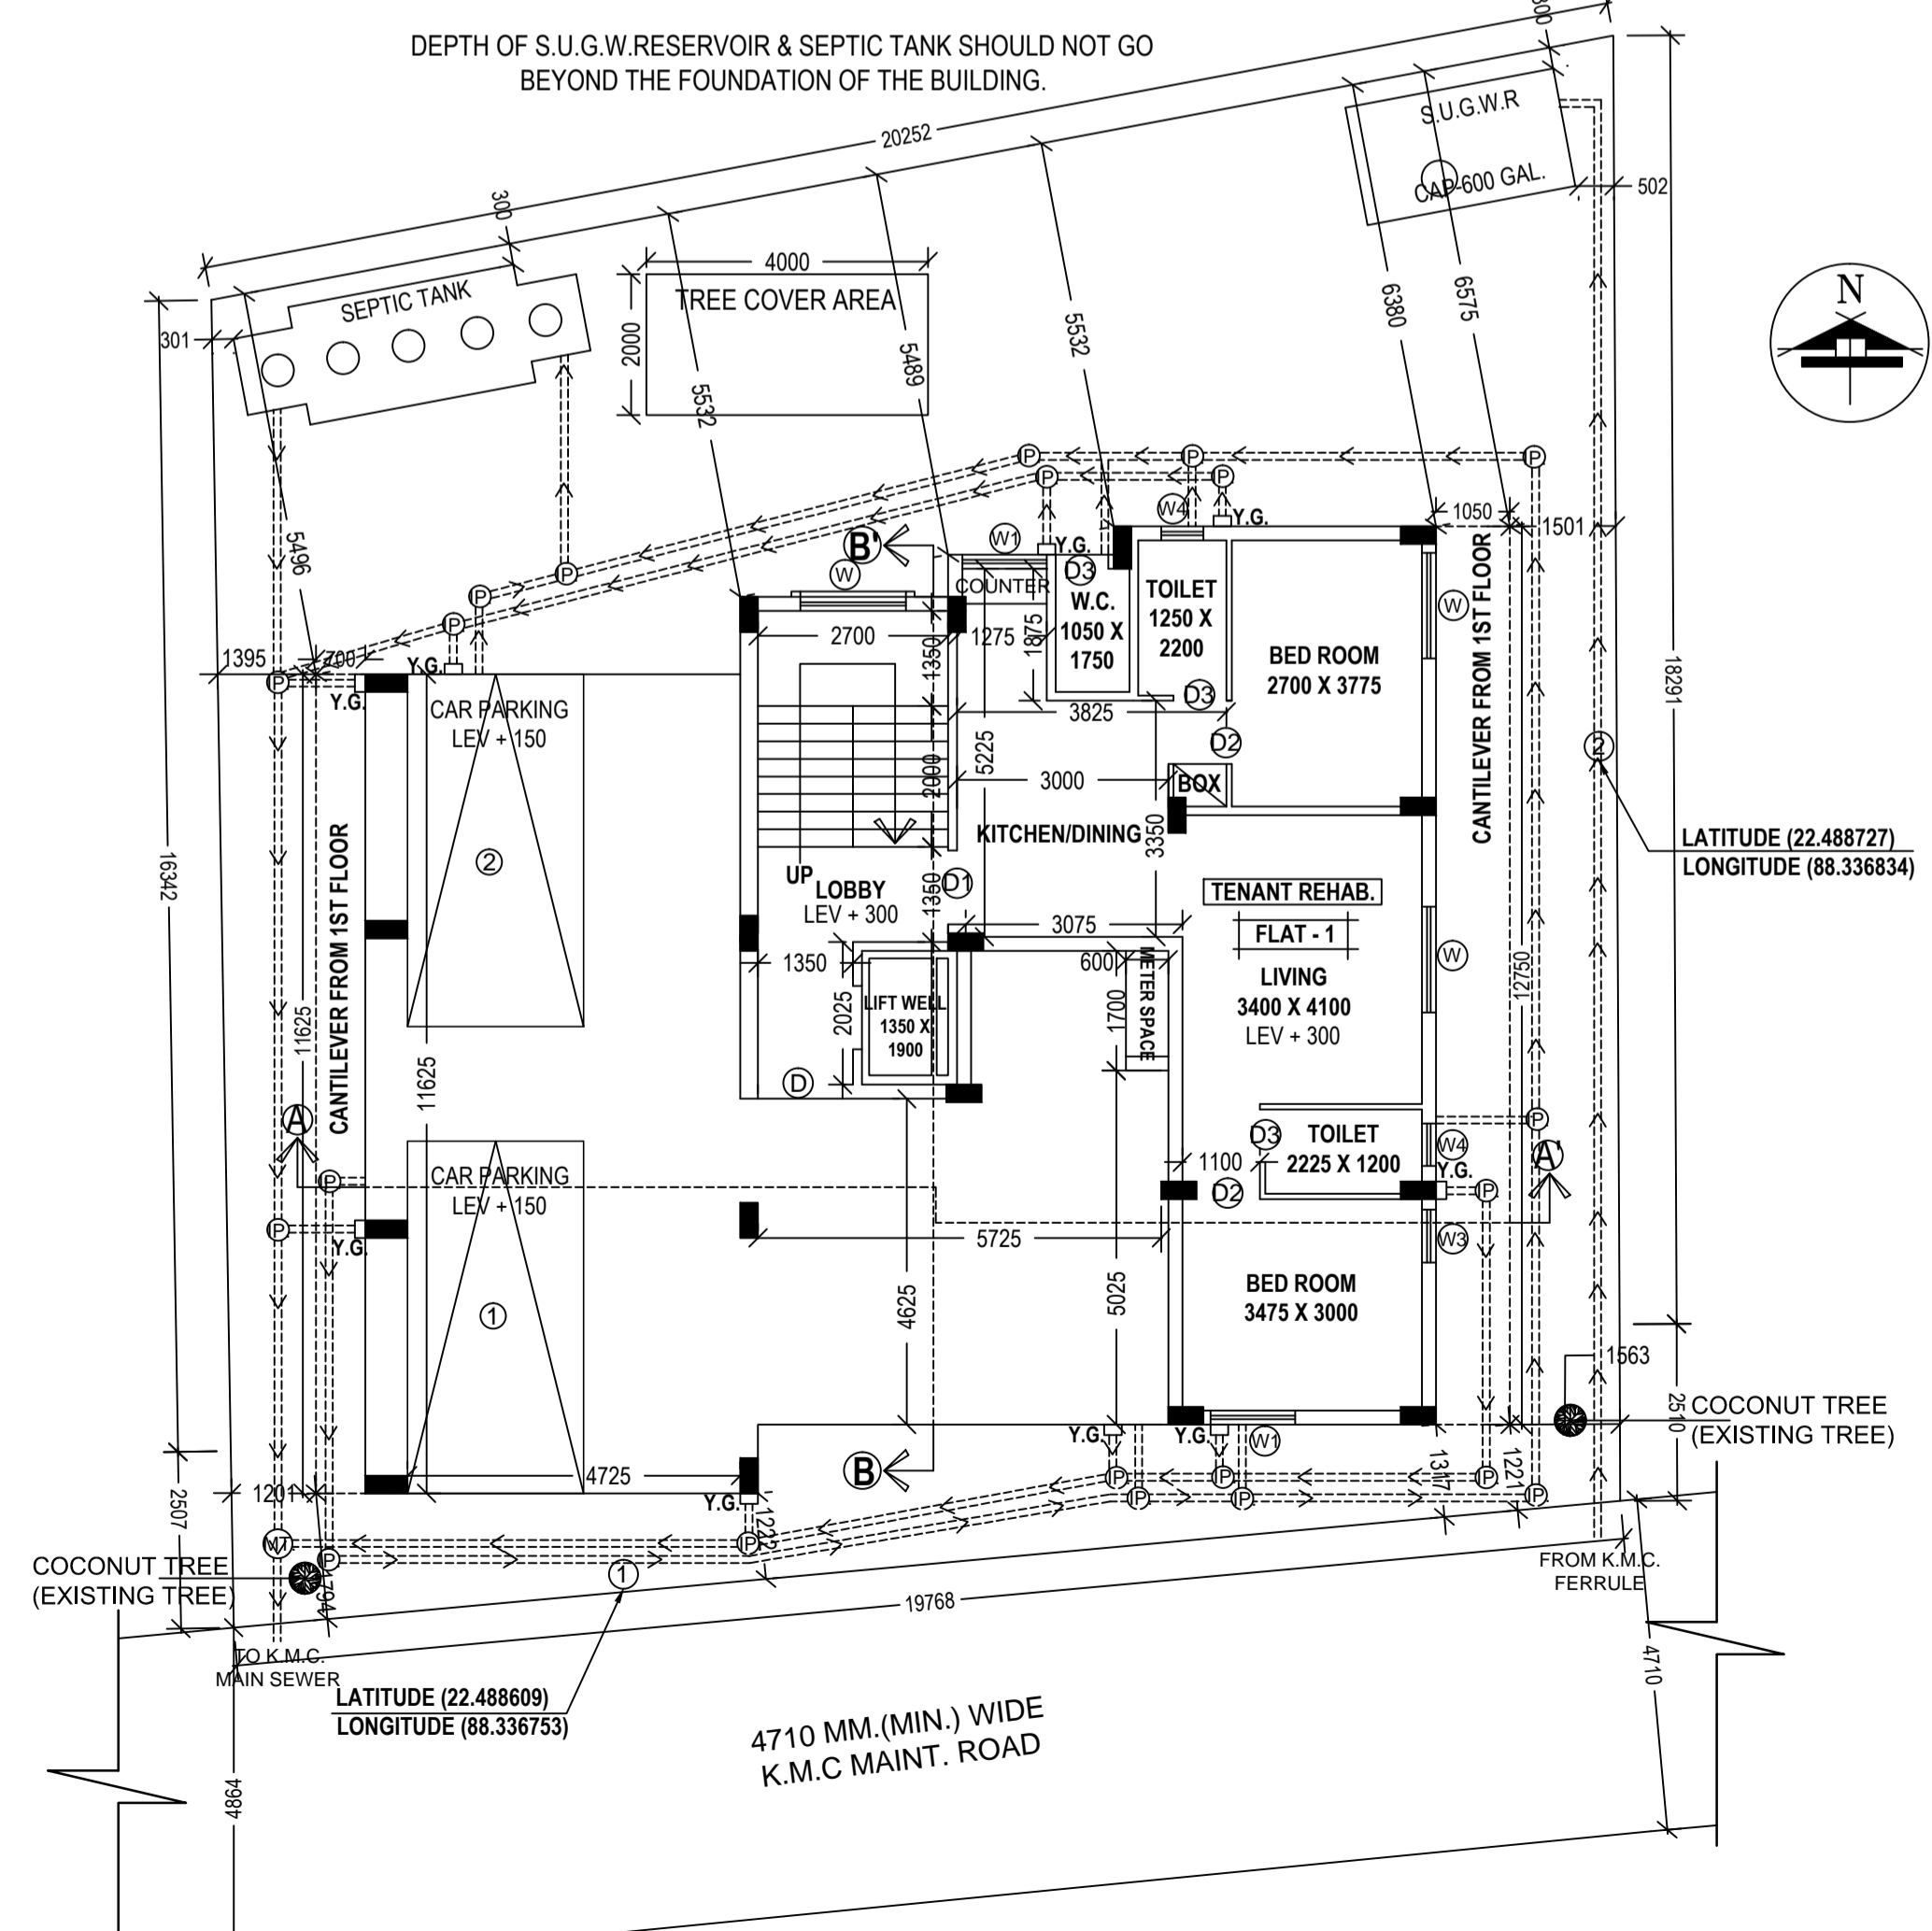 DEPTH OF S.U.G.W.RESERVOIR & SEPTIC TANK SHOULD NOT GO
BEYOND THE FOUNDATION OF THE BUILDING.
20252
300
S.U.G.W.R
CAP-600 GAL.
502
N
300
SEPTIC TANK
301
4000
TREE COVER AREA
2000
5532
5489
5532
6380
6575
5496
B'
W
W1
COUNTER
Y.G.
D3
W.C.
1050 X
1750
W4
Y.G.
TOILET
1250 X
2200
D3
BED ROOM
2700 X 3775
1050
1501
W
CANTILEVER FROM 1ST FLOOR
2
18291
LATITUDE (22.488727)
LONGITUDE (88.336834)
1395
700
Y.G.
Y.G.
CAR PARKING
LEV + 150
2
2700
1275
1350
1875
3825
D2
5225
2000
3000
BOX
KITCHEN/DINING
3350
16342
CANTILEVER FROM 1ST FLOOR
11625
11625
UP
LOBBY
LEV + 300
1350
D1
3075
TENANT REHAB.
FLAT - 1
LIVING
3400 X 4100
LEV + 300
W
12750
1350
2025
LIFT WELL
1350 X
1900
600
1700
METER SPACE
D
A
CAR PARKING
LEV + 150
1
Y.G.
D3
TOILET
2225 X 1200
W4
Y.G.
A'
1100
D2
5725
W3
4625
5025
BED ROOM
3475 X 3000
1563
COCONUT TREE
(EXISTING TREE)
2510
B
Y.G.
Y.G.
W1
1317
1221
4725
Y.G.
1222
1201
2507
MT
COCONUT TREE
(EXISTING TREE)
1794
1
FROM K.M.C.
FERRULE
19768
TO K.M.C.
MAIN SEWER
LATITUDE (22.488609)
LONGITUDE (88.336753)
4710 MM.(MIN.) WIDE
K.M.C MAINT. ROAD
4710
4864